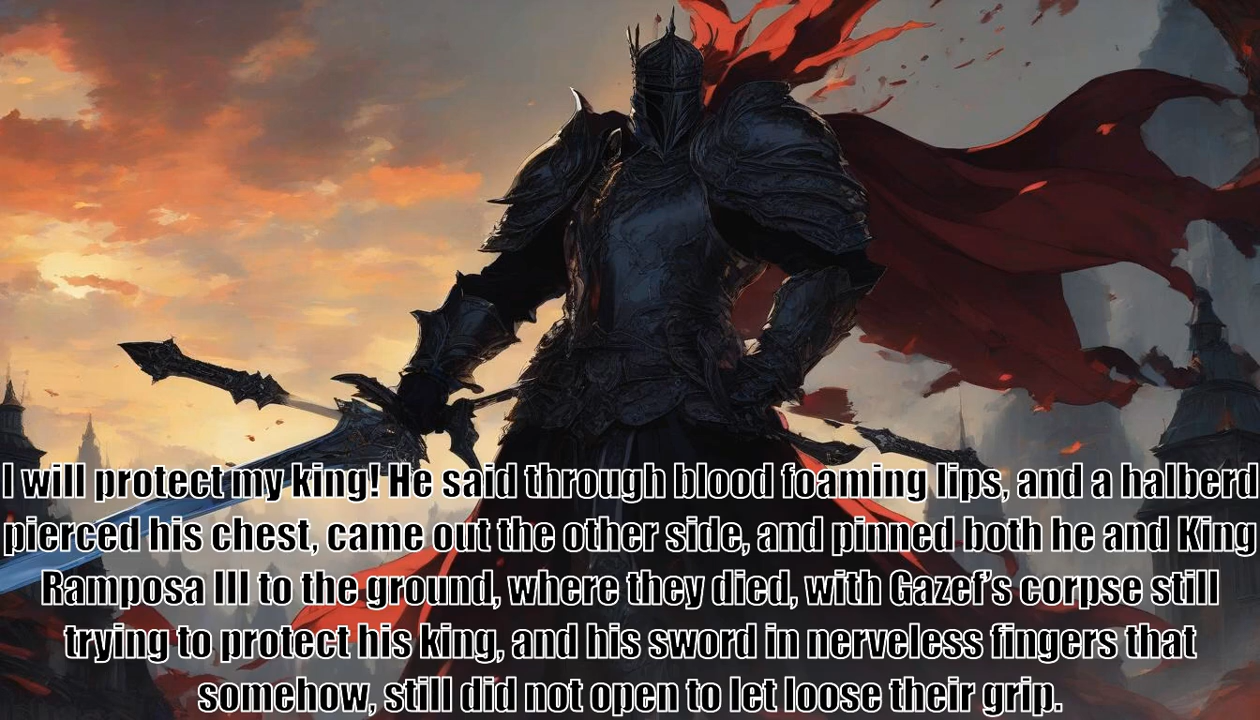 I will protect my king! He said through blood foaming lips, and a halberd
pierced his chest, came out the other side, and pinned both he and King
Ramposa III to the ground, where they died, with Gazef’s corpse still
trying to protect his king, and his sword in nerveless fingers that
somehow, still did not open to let loose their grip.